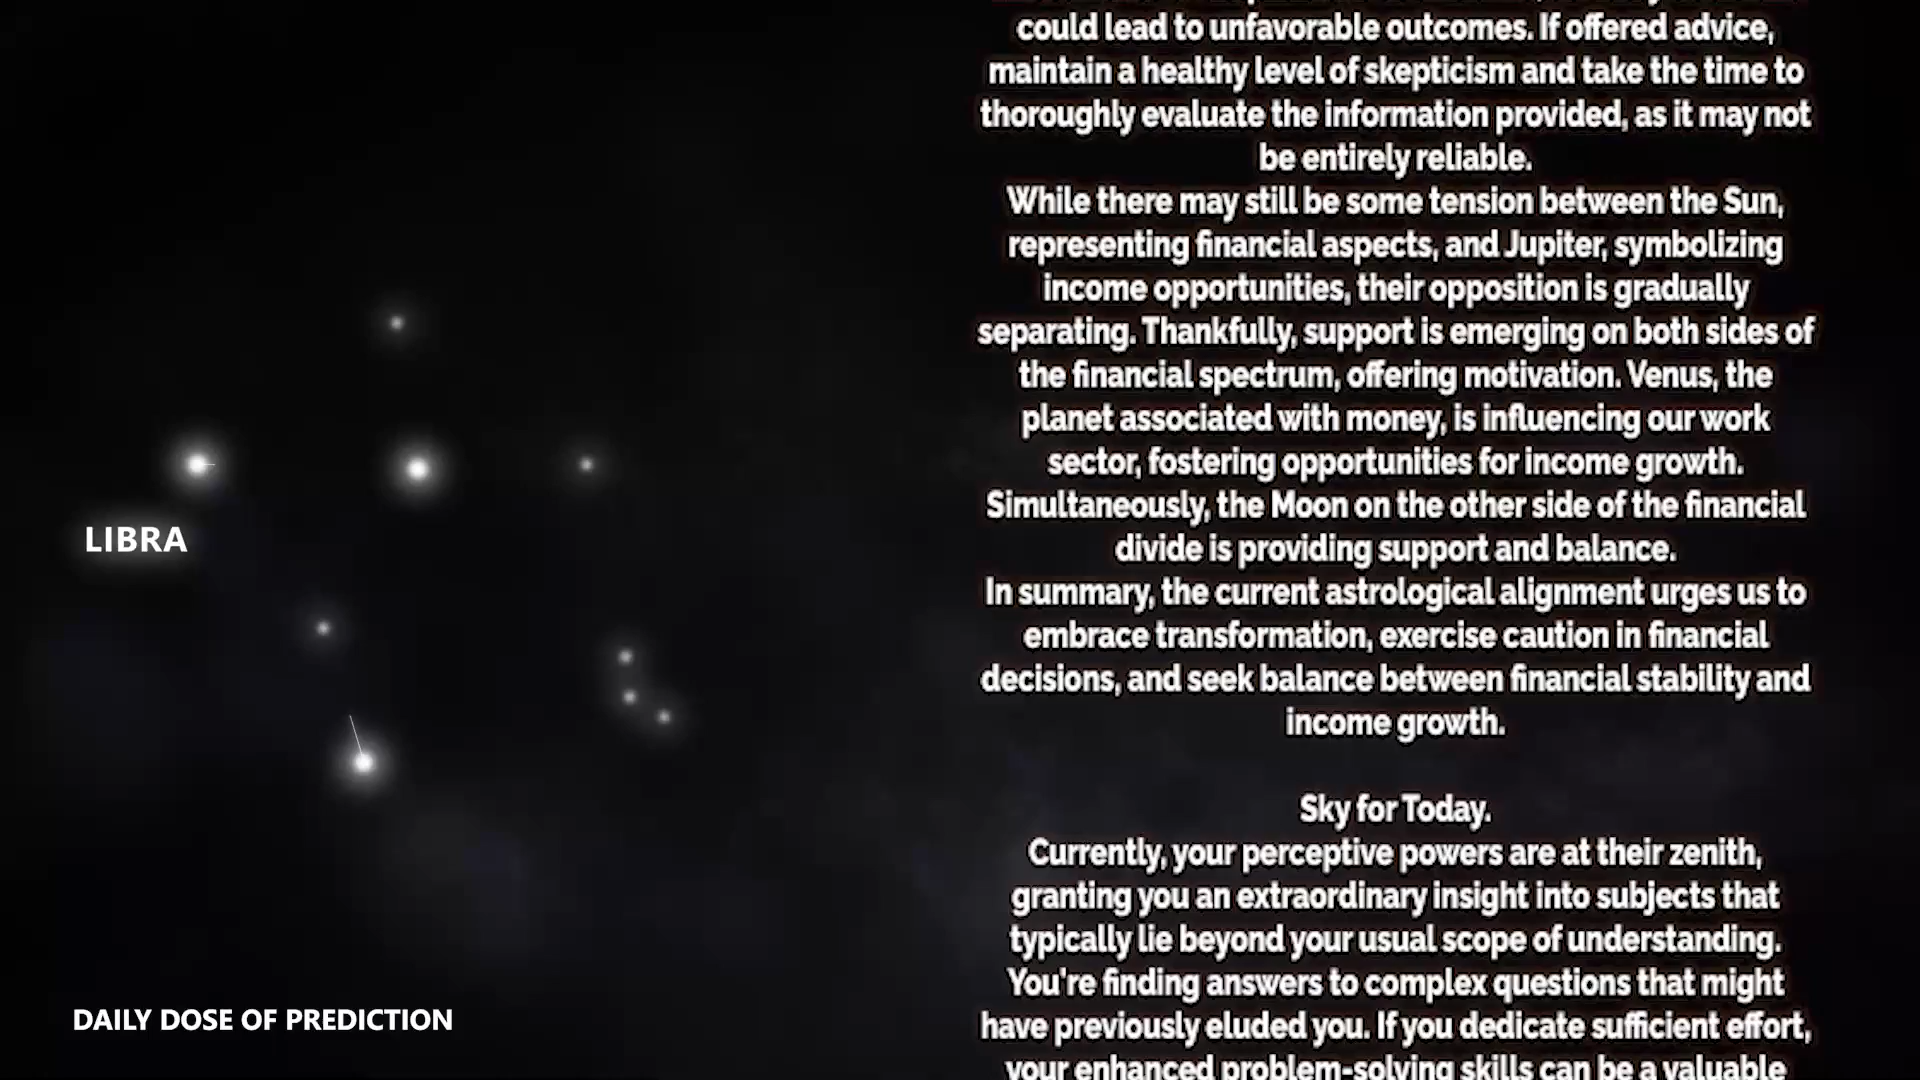 could lead to unfavorable outcomes. If offered advice,
maintain a healthy level of skepticism and take the time to
thoroughly evaluate the information provided, as it may not
be entirely reliable.
While there may still be some tension between the Sun,
representing financial aspects, and Jupiter, symbolizing
income opportunities, their opposition is gradually
separating. Thankfully, support is emerging on both sides of
the financial spectrum, offering motivation. Venus, the
planet associated with money, is influencing our work
sector, fostering opportunities for income growth.
Simultaneously, the Moon on the other side of the financial
divide is providing support and balance.
In summary, the current astrological alignment urges us to
embrace transformation, exercise caution in financial
decisions, and seek balance between financial stability and
income growth.
Sky for Today.
Currently, your perceptive powers are at their zenith,
granting you an extraordinary insight into subjects that
typically lie beyond your usual scope of understanding.
You're finding answers to complex questions that might
have previously eluded you. If you dedicate sufficient effort,
your enhanced problem-solving skills can be a valuable
LIBRA
DAILY DOSE OF PREDICTION